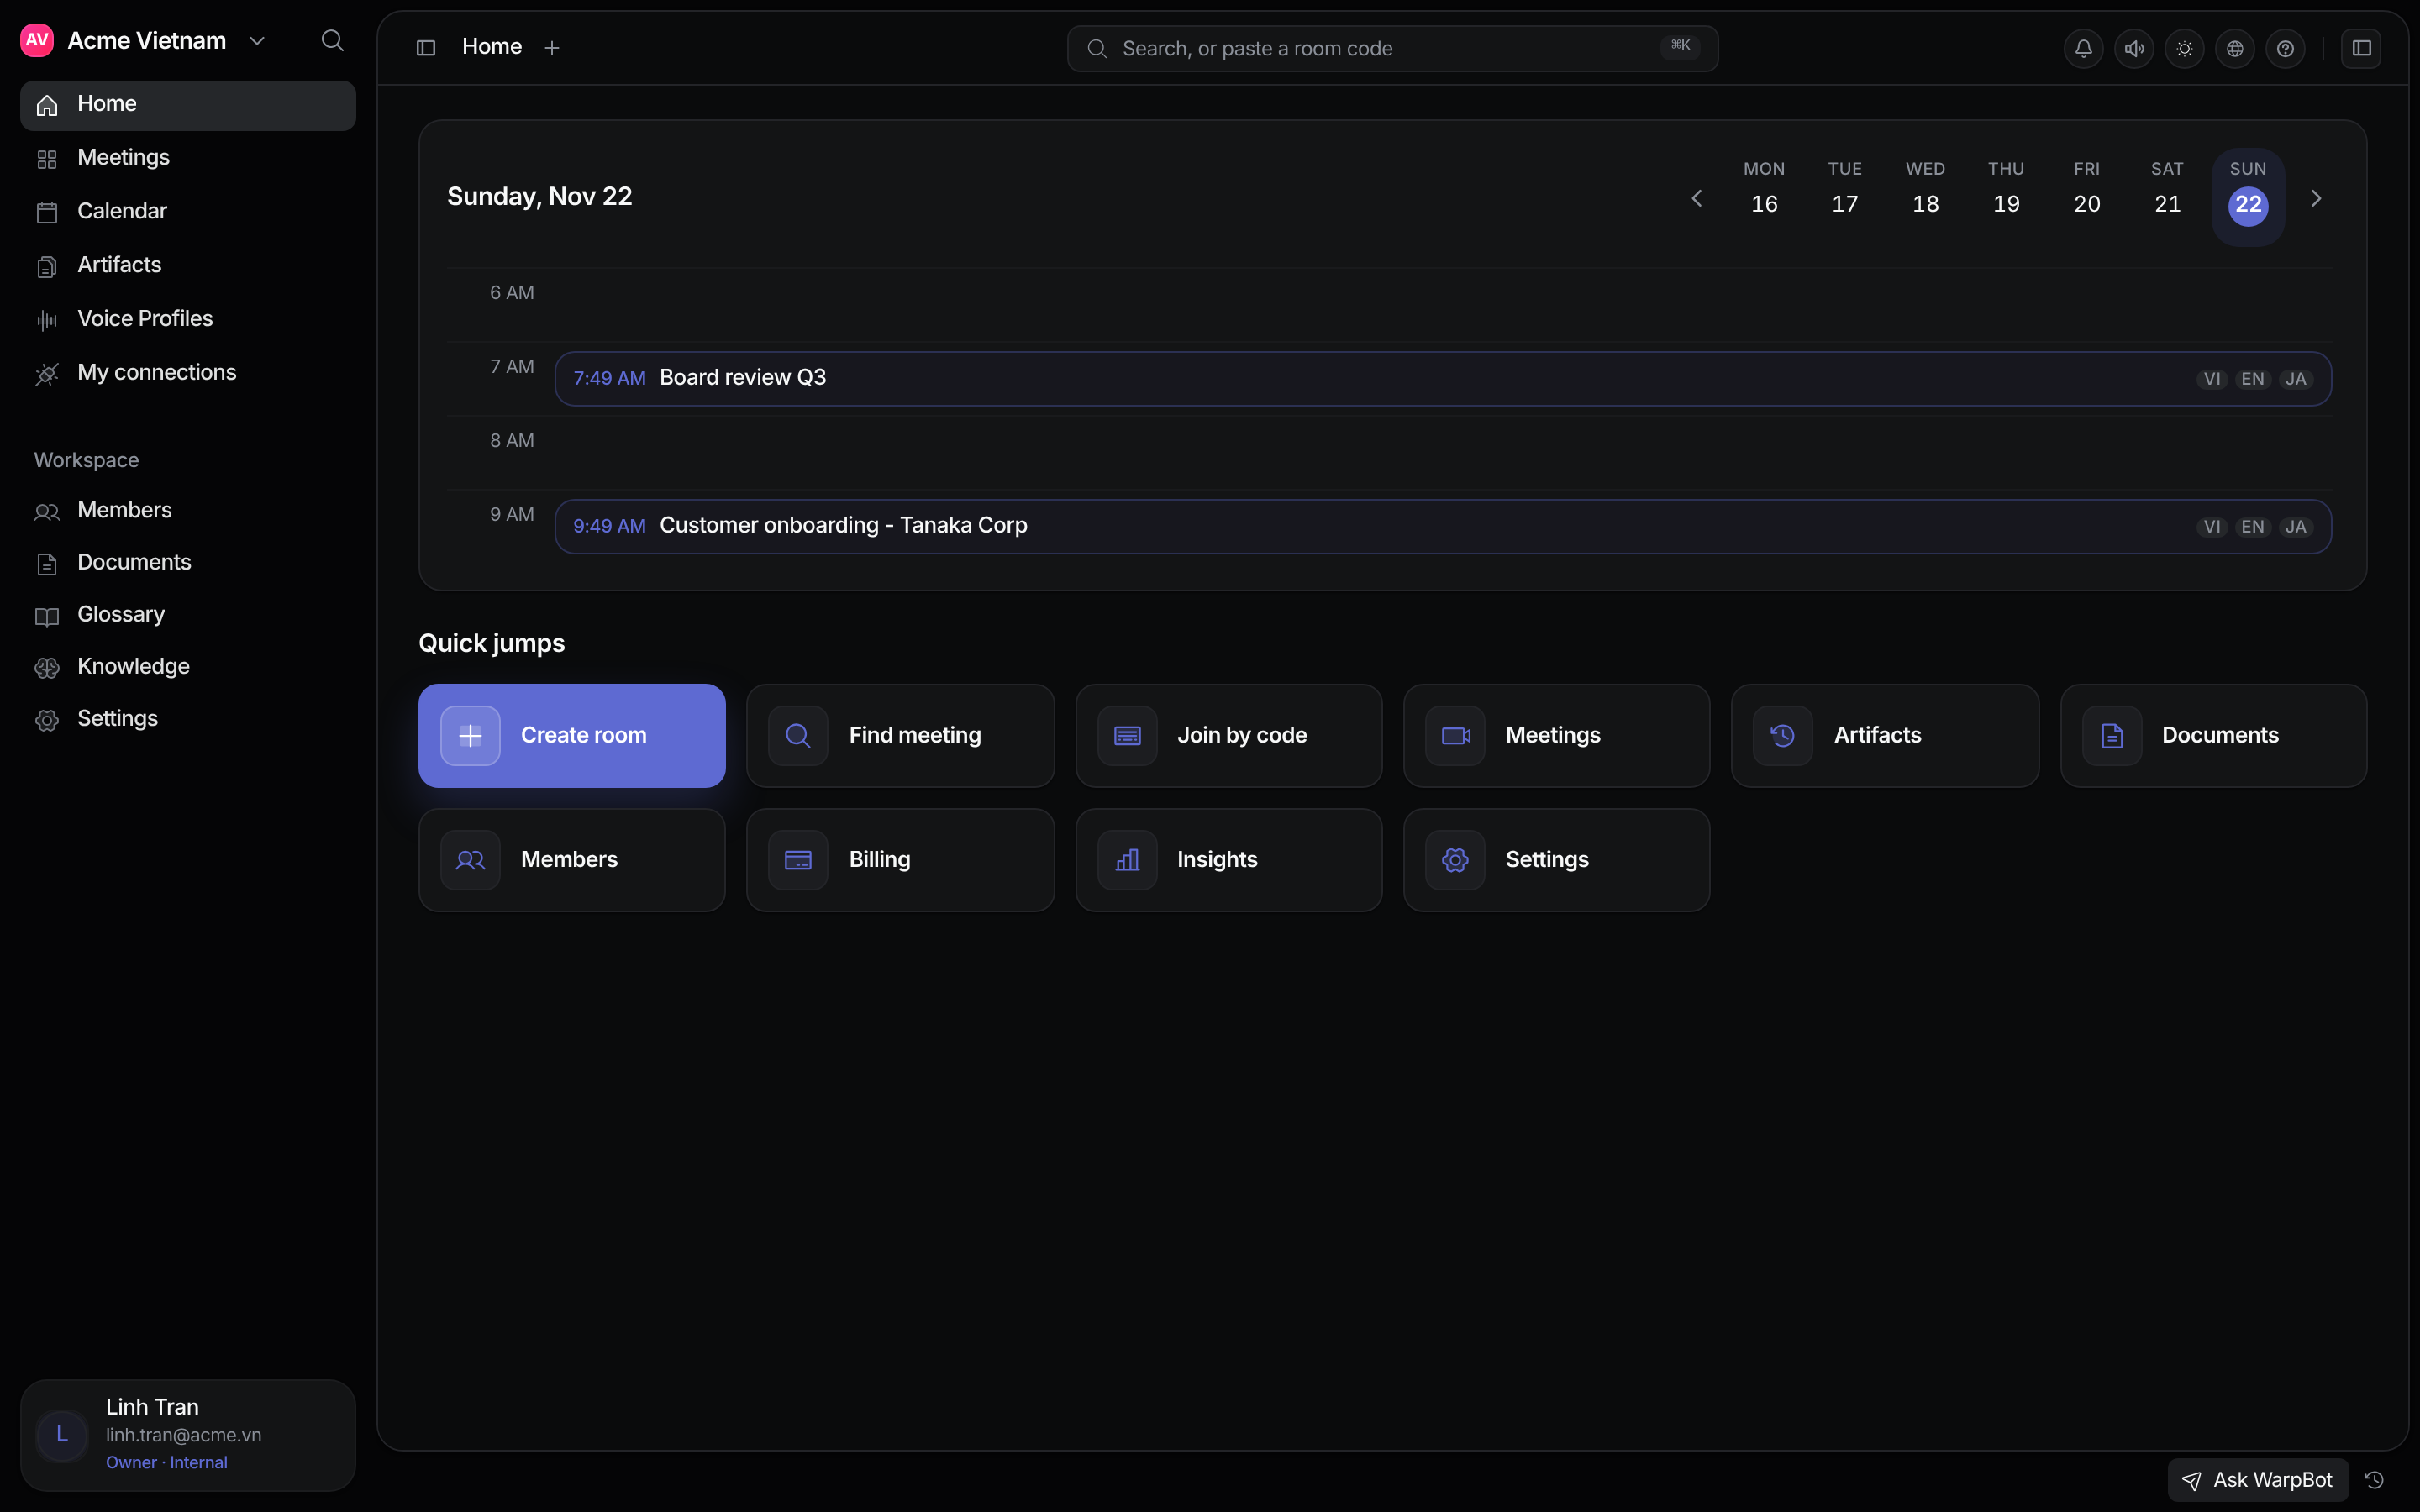 AV Acme Vietnam
Home
Meetings
Calendar
Artifacts
Voice Profiles
My connections
Workspace
Members
Documents
Glossary
Knowledge
Settings
Linh Tran
L
linh.tran@acme.vn
Owner · Internal
Home
Search, or paste a room code ⌘K
Sunday, Nov 22
MON TUE WED THU FRI SAT SUN
16 17 18 19 20 21 22
6 AM
7 AM
7:49 AM Board review Q3 VI EN JA
8 AM
9 AM
9:49 AM Customer onboarding - Tanaka Corp VI EN JA
Quick jumps
Create room
Find meeting
Join by code
Meetings
Artifacts
Documents
Members
Billing
Insights
Settings
Ask WarpBot